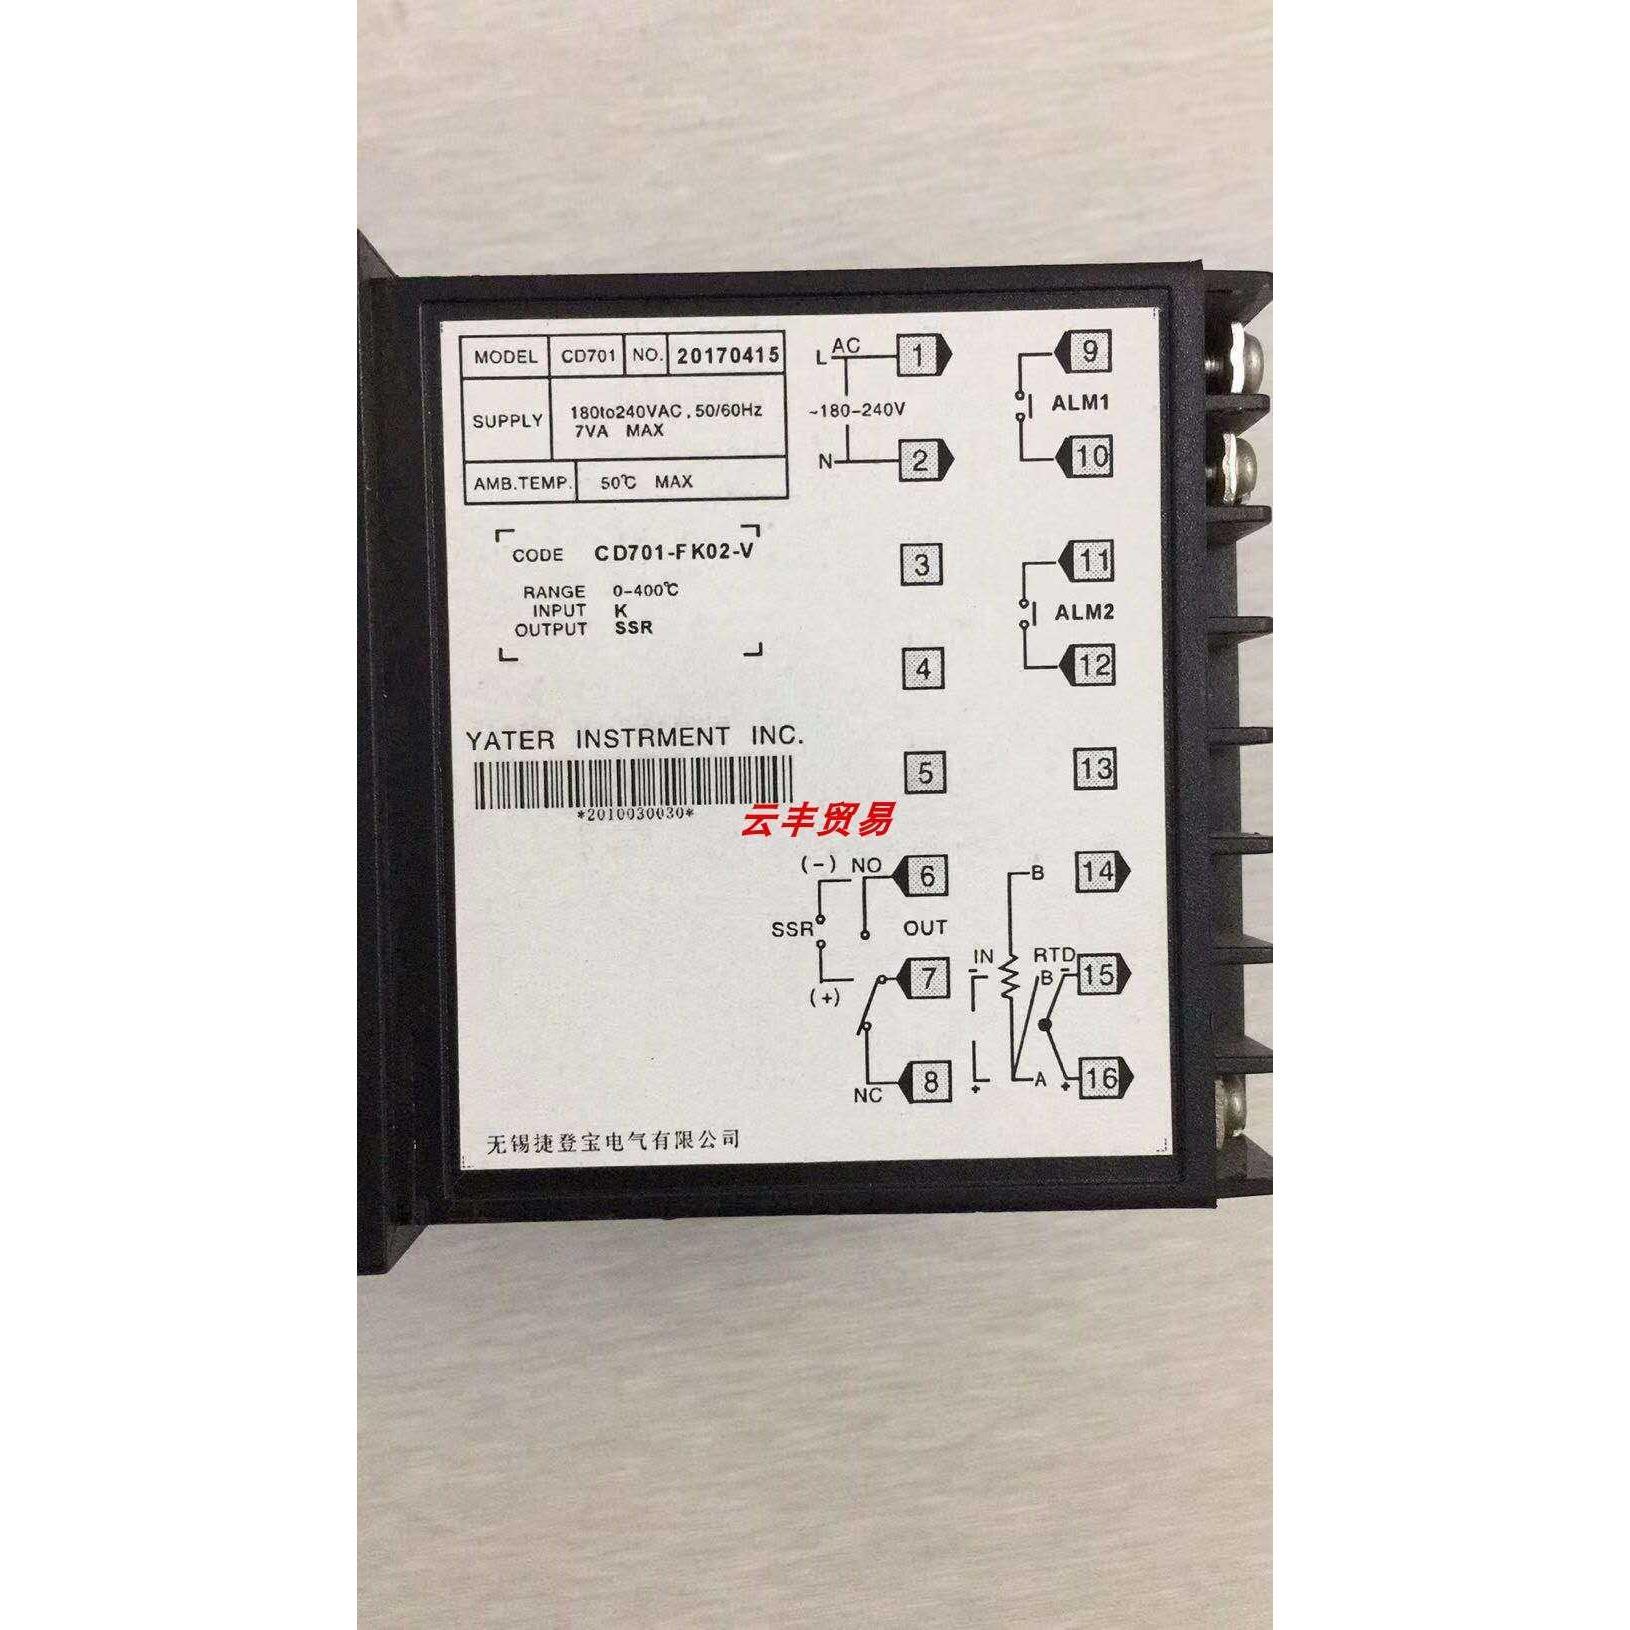 MODEL CD701 NO. 20170415
SUPPLY 180to240VAC, 50/60Hz
7VA MAX
AMB.TEMP. 50℃ MAX
CODE CD701-FK02-V
RANGE 0-400℃
INPUT K
OUTPUT SSR
YATER INSTRMENT INC.
*2010030030*
云丰贸易
无锡捷登宝电气有限公司
L AC 1
~180-240V
N 2
3
4
5
(-) NO 6
SSR OUT
(+) 7
NC 8
9
ALM1
10
11
ALM2
12
13
B 14
IN RTD
- B - 15
+ A + 16